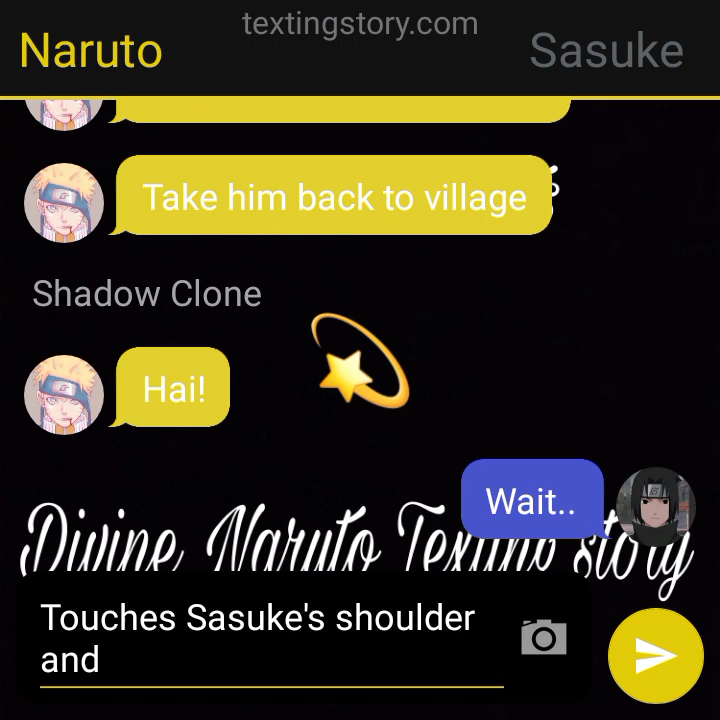 textingstory.com
Naruto
Sasuke
Take him back to village
Shadow Clone
Hai!
Wait..
Divine Naruto Texting story
Touches Sasuke's shoulder
and